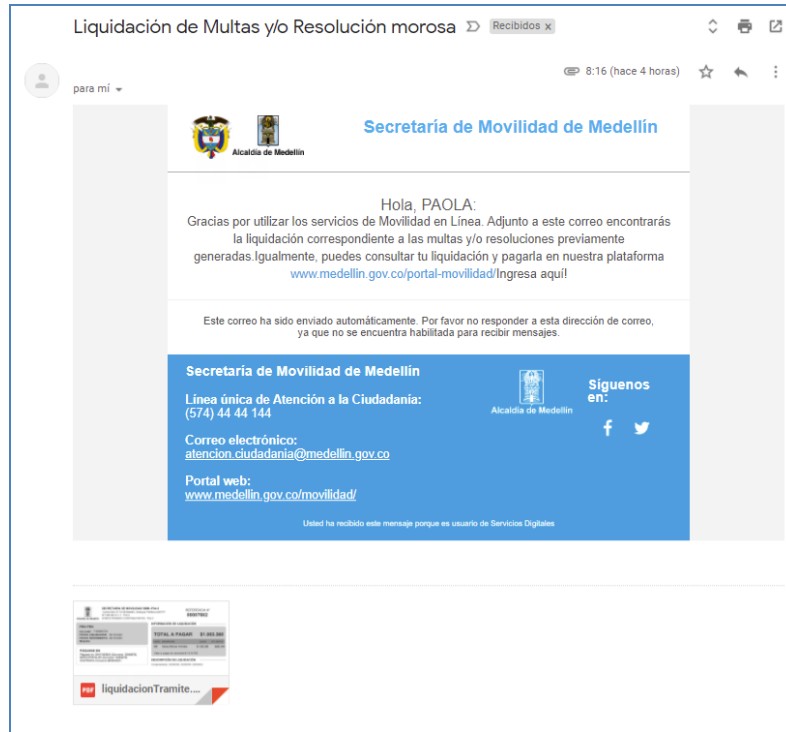 Liquidación de Multas y/o Resolución morosa Recibidos x
8:16 (hace 4 horas)
para mí
Alcaldía de Medellín
Secretaría de Movilidad de Medellín
Hola, PAOLA:
Gracias por utilizar los servicios de Movilidad en Línea. Adjunto a este correo encontrarás
la liquidación correspondiente a las multas y/o resoluciones previamente
generadas.Igualmente, puedes consultar tu liquidación y pagarla en nuestra plataforma
www.medellin.gov.co/portal-movilidad/Ingresa aquí!
Este correo ha sido enviado automáticamente. Por favor no responder a esta dirección de correo,
ya que no se encuentra habilitada para recibir mensajes.
Secretaría de Movilidad de Medellín
Línea única de Atención a la Ciudadanía:
(574) 44 44 144
Correo electrónico:
atencion.ciudadania@medellin.gov.co
Portal web:
www.medellin.gov.co/movilidad/
Alcaldía de Medellín
Síguenos
en:
Usted ha recibido este mensaje porque es usuario de Servicios Digitales
TOTAL A PAGAR
PDF liquidacionTramite....